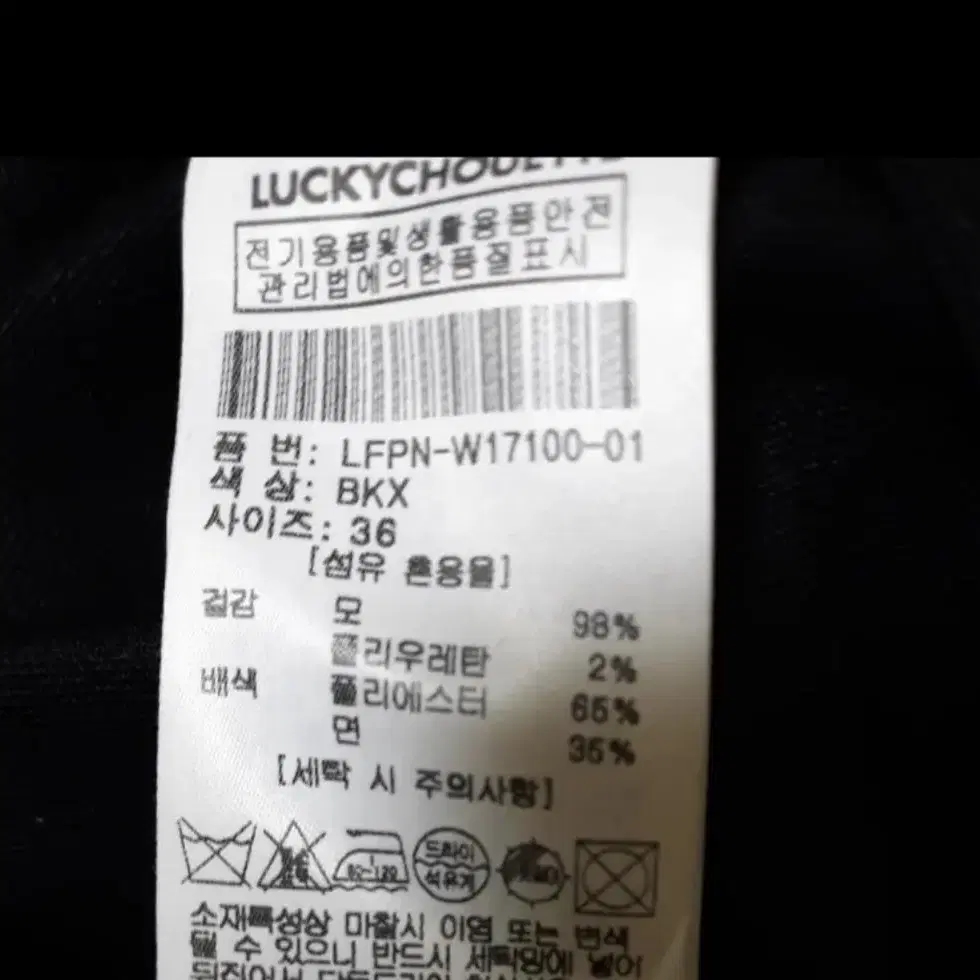 LUCKYCHOUETTE
전기용품및생활용품안전
관리법에의한품질표시
품 번: LFPN-W17100-01
색 상: BKX
사이즈: 36
[섬유 혼용율]
겉감 모 98%
폴리우레탄 2%
배색 폴리에스터 65%
면 35%
[세탁 시 주의사항]
80-120 드라이
석유계
소재특성상 마찰시 이염 또는 변색
될 수 있으니 반드시 세탁망에 넣어